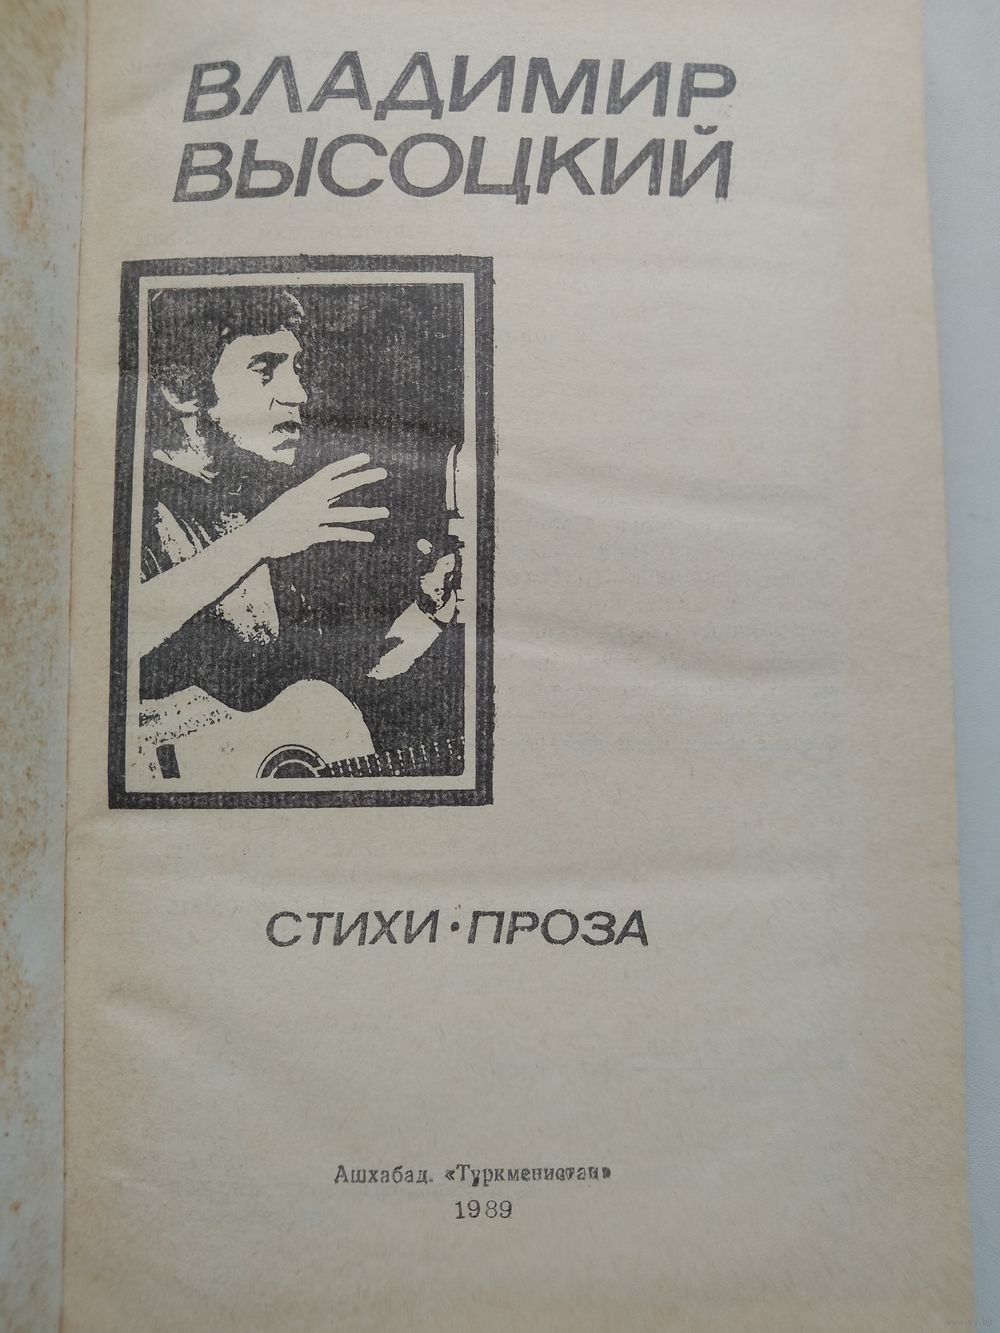 ВЛАДИМИР
ВЫСОЦКИЙ
СТИХИ · ПРОЗА
Ашхабад. «Туркменистан»
1989